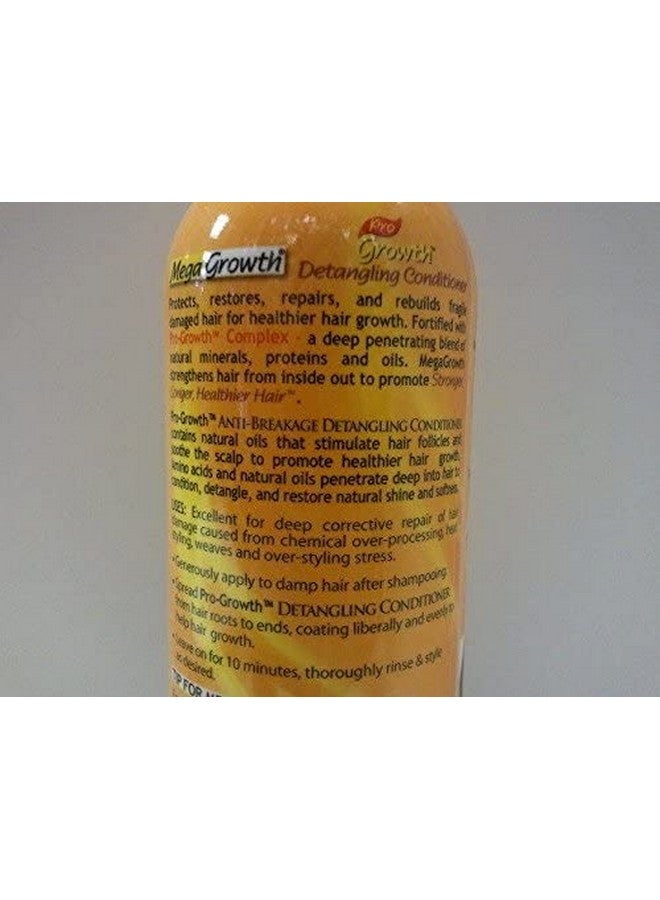 Pro
Growth
MegaGrowth®
Detangling Conditioner
Protects, restores, repairs, and rebuilds fragile
damaged hair for healthier hair growth. Fortified with
Pro-Growth™ Complex - a deep penetrating blend of
natural minerals, proteins and oils. MegaGrowth
strengthens hair from inside out to promote Stronger,
Longer, Healthier Hair™.
Pro-Growth™ ANTI-BREAKAGE DETANGLING CONDITIONER
contains natural oils that stimulate hair follicles and
soothe the scalp to promote healthier hair growth.
Amino acids and natural oils penetrate deep into hair to
condition, detangle, and restore natural shine and softness.
USES: Excellent for deep corrective repair of hair
damage caused from chemical over-processing, heat
styling, weaves and over-styling stress.
• Generously apply to damp hair after shampooing.
• Spread Pro-Growth™ DETANGLING CONDITIONER
from hair roots to ends, coating liberally and evenly to
help hair growth.
• Leave on for 10 minutes, thoroughly rinse & style
as desired.
TIP FOR